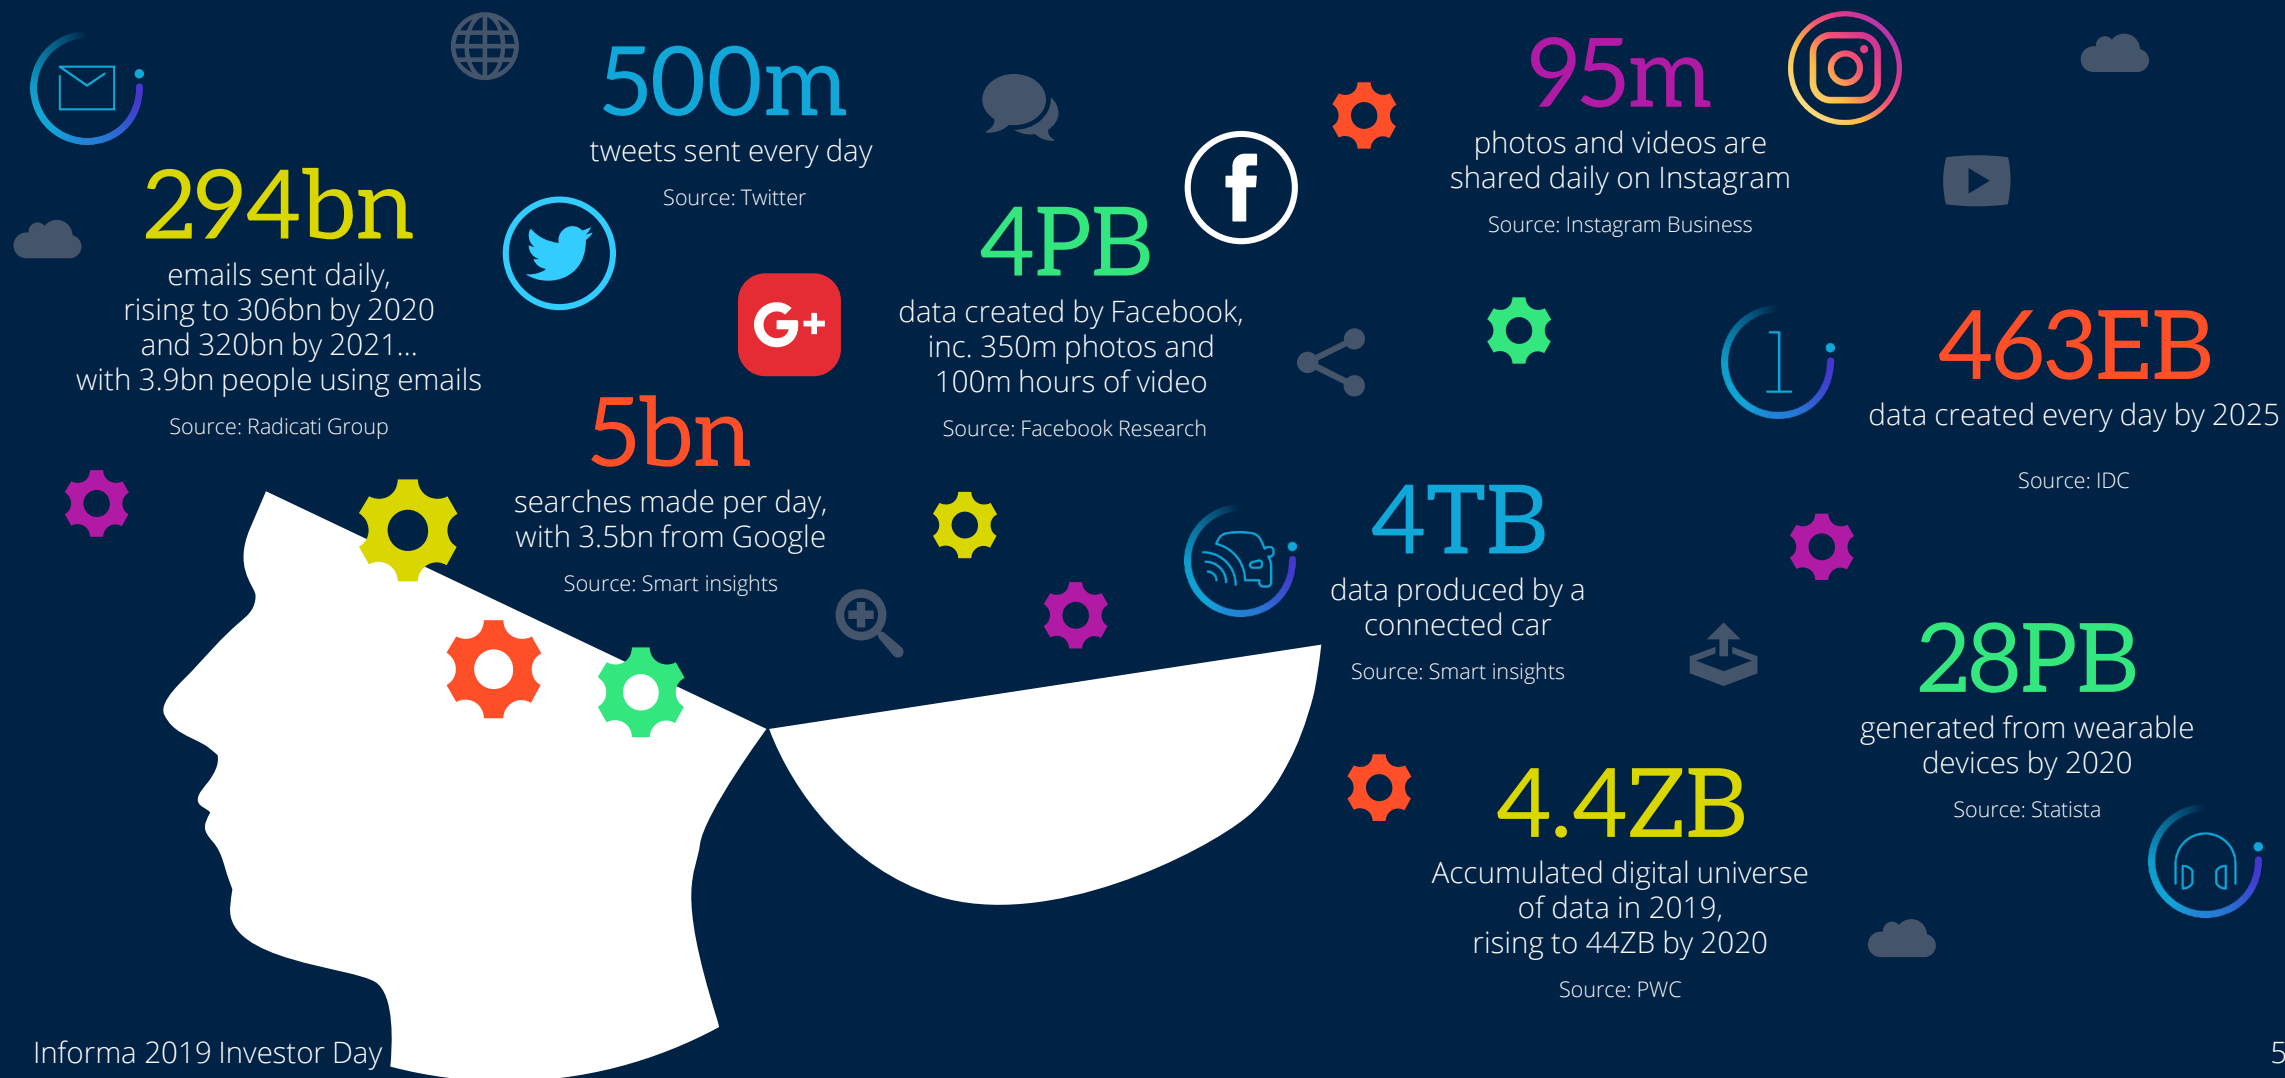 500m
tweets sent every day
Source: Twitter
95m
photos and videos are
shared daily on Instagram
Source: Instagram Business
294bn
emails sent daily,
rising to 306bn by 2020
and 320bn by 2021...
with 3.9bn people using emails
Source: Radicati Group
4PB
data created by Facebook,
inc. 350m photos and
100m hours of video
Source: Facebook Research
f
G+
1
463EB
data created every day by 2025
Source: IDC
5bn
searches made per day,
with 3.5bn from Google
Source: Smart insights
4TB
data produced by a
connected car
Source: Smart insights
28PB
generated from wearable
devices by 2020
Source: Statista
4.4ZB
Accumulated digital universe
of data in 2019,
rising to 44ZB by 2020
Source: PWC
Informa 2019 Investor Day
5